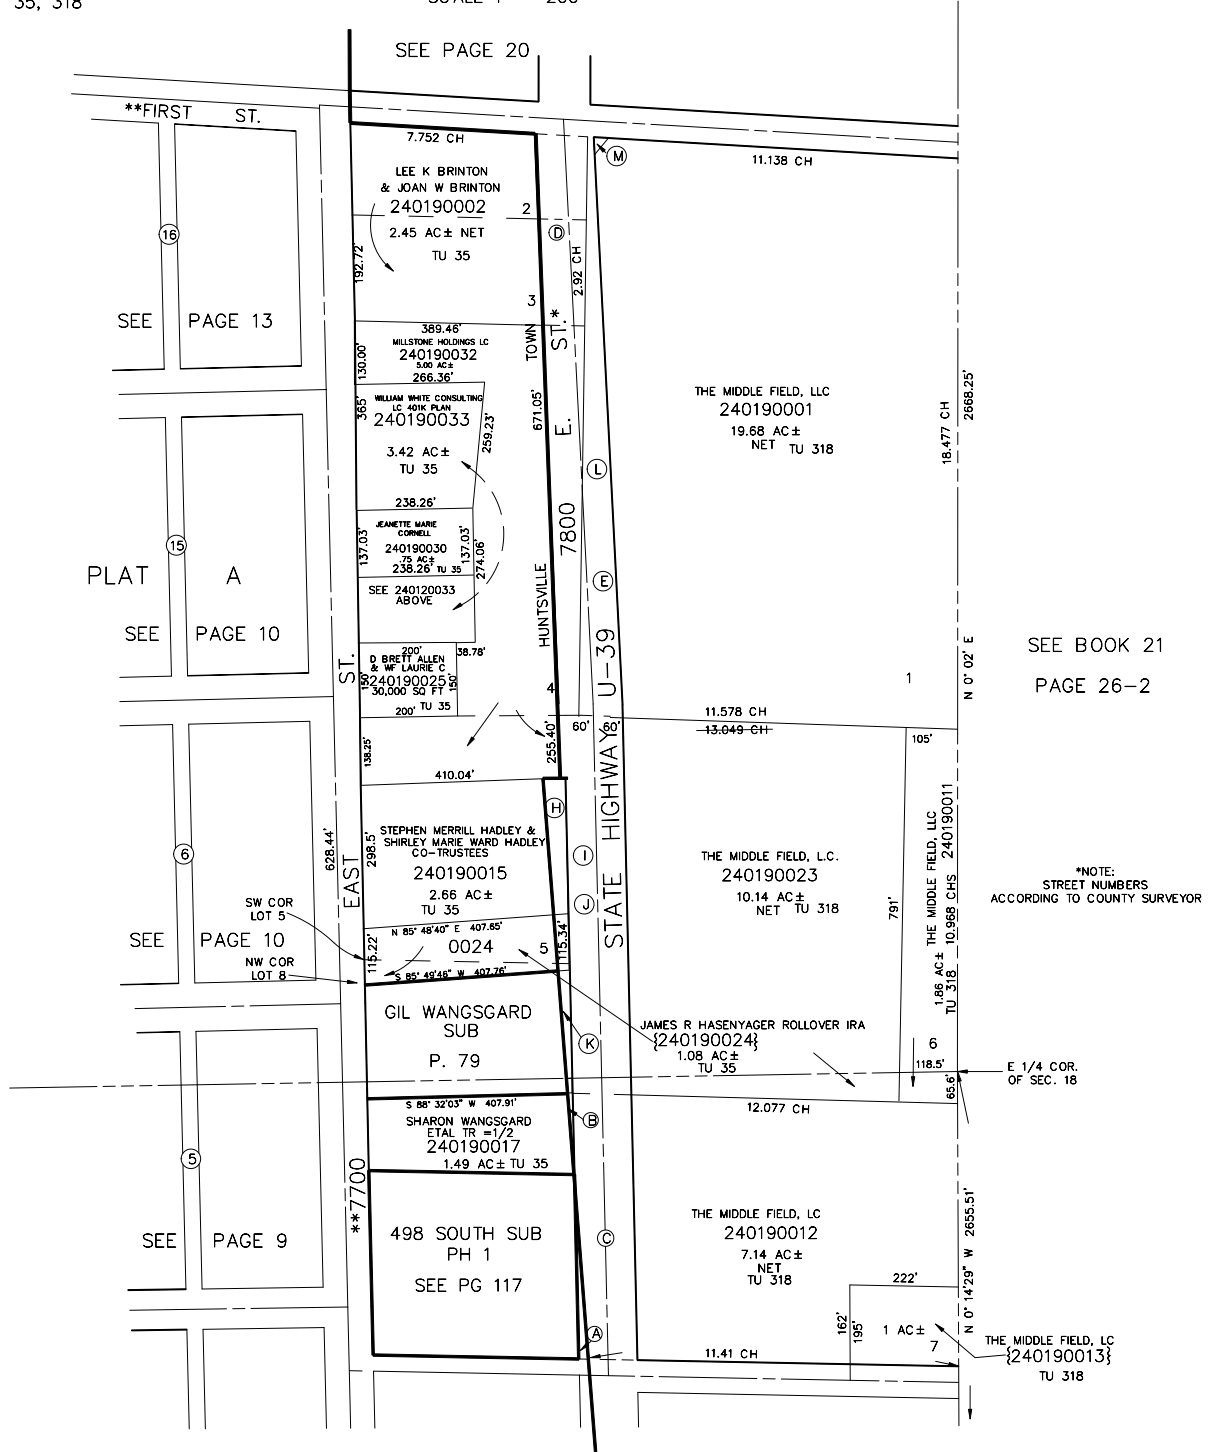 35, 318
SEE PAGE 20
**FIRST ST.
7.752 CH
11.138 CH
M
LEE K BRINTON
& JOAN W BRINTON
240190002
2.45 AC± NET
TU 35
2
D
16
192.72'
2.92 CH
3
SEE PAGE 13
389.46'
MILLSTONE HOLDINGS LC
240190032
5.00 AC±
266.36'
130.00'
TOWN
ST.*
WILLIAM WHITE CONSULTING
LC 401K PLAN
240190033
3.42 AC±
TU 35
365'
259.23'
671.05'
E.
THE MIDDLE FIELD, LLC
240190001
19.68 AC±
NET TU 318
18.477 CH
2668.25'
L
238.26'
JEANETTE MARIE
CORNELL
240190030
.75 AC±
238.26' TU 35
137.03'
137.03'
274.06'
7800
15
PLAT A
SEE 240120033
ABOVE
HUNTSVILLE
E
SEE PAGE 10
200'
38.78'
D BRETT ALLEN
& WF LAURIE C
240190025
30,000 SQ FT
TU 35
200'
150'
150'
ST.
4
U-39
1
N 0° 02' E
SEE BOOK 21
PAGE 26-2
60' 60'
11.578 CH
13.049 CH
105'
138.25'
255.40'
410.04'
H
HIGHWAY
STEPHEN MERRILL HADLEY &
SHIRLEY MARIE WARD HADLEY
CO-TRUSTEES
240190015
2.66 AC±
TU 35
298.5'
628.44'
EAST
6
I
J
STATE
THE MIDDLE FIELD, L.C.
240190023
10.14 AC±
NET TU 318
791'
THE MIDDLE FIELD, LLC 240190011
1.86 AC± 10.968 CHS
TU 318
*NOTE:
STREET NUMBERS
ACCORDING TO COUNTY SURVEYOR
SW COR
LOT 5
SEE PAGE 10
NW COR
LOT 8
N 85° 48'40" E 407.65'
0024 5
115.22'
115.34'
S 85° 49'48" W 407.76'
GIL WANGSGARD
SUB
P. 79
K
JAMES R HASENYAGER ROLLOVER IRA
{240190024}
1.08 AC±
TU 35
6
118.5'
65.6'
E 1/4 COR.
OF SEC. 18
S 88° 32'03" W 407.91'
B
12.077 CH
SHARON WANGSGARD
ETAL TR =1/2
240190017
1.49 AC± TU 35
5
**7700
498 SOUTH SUB
PH 1
SEE PG 117
SEE PAGE 9
C
THE MIDDLE FIELD, LC
240190012
7.14 AC±
NET
TU 318
N 0° 14'29" W 2655.51'
222'
162'
195'
1 AC±
7
A
11.41 CH
THE MIDDLE FIELD, LC
{240190013}
TU 318